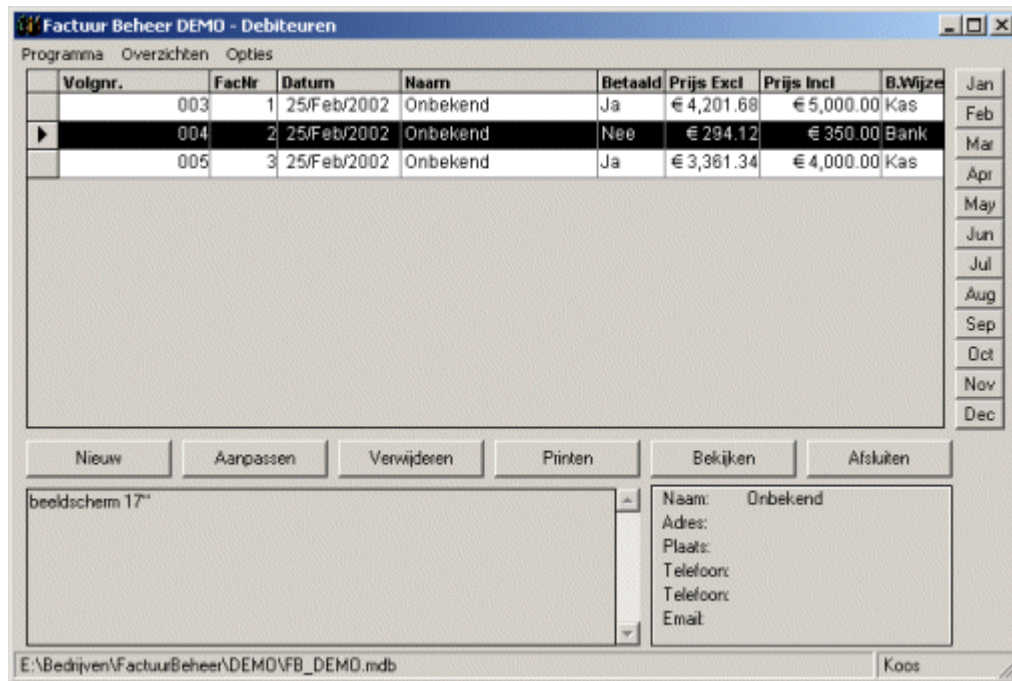 Factuur Beheer DEMO - Debiteuren
Programma Overzichten Opties
Volgnr. FacNr Datum Naam Betaald Prijs Excl Prijs Incl B.Wijze
003 1 25/Feb/2002 Onbekend Ja € 4,201.68 € 5,000.00 Kas
004 2 25/Feb/2002 Onbekend Nee € 294.12 € 350.00 Bank
005 3 25/Feb/2002 Onbekend Ja € 3,361.34 € 4,000.00 Kas
Jan
Feb
Mar
Apr
May
Jun
Jul
Aug
Sep
Oct
Nov
Dec
Nieuw Aanpassen Verwijderen Printen Bekijken Afsluiten
beeldscherm 17"
Naam: Onbekend
Adres:
Plaats:
Telefoon:
Telefoon:
Email:
E:\Bedrijven\FactuurBeheer\DEMO\FB_DEMO.mdb Koos